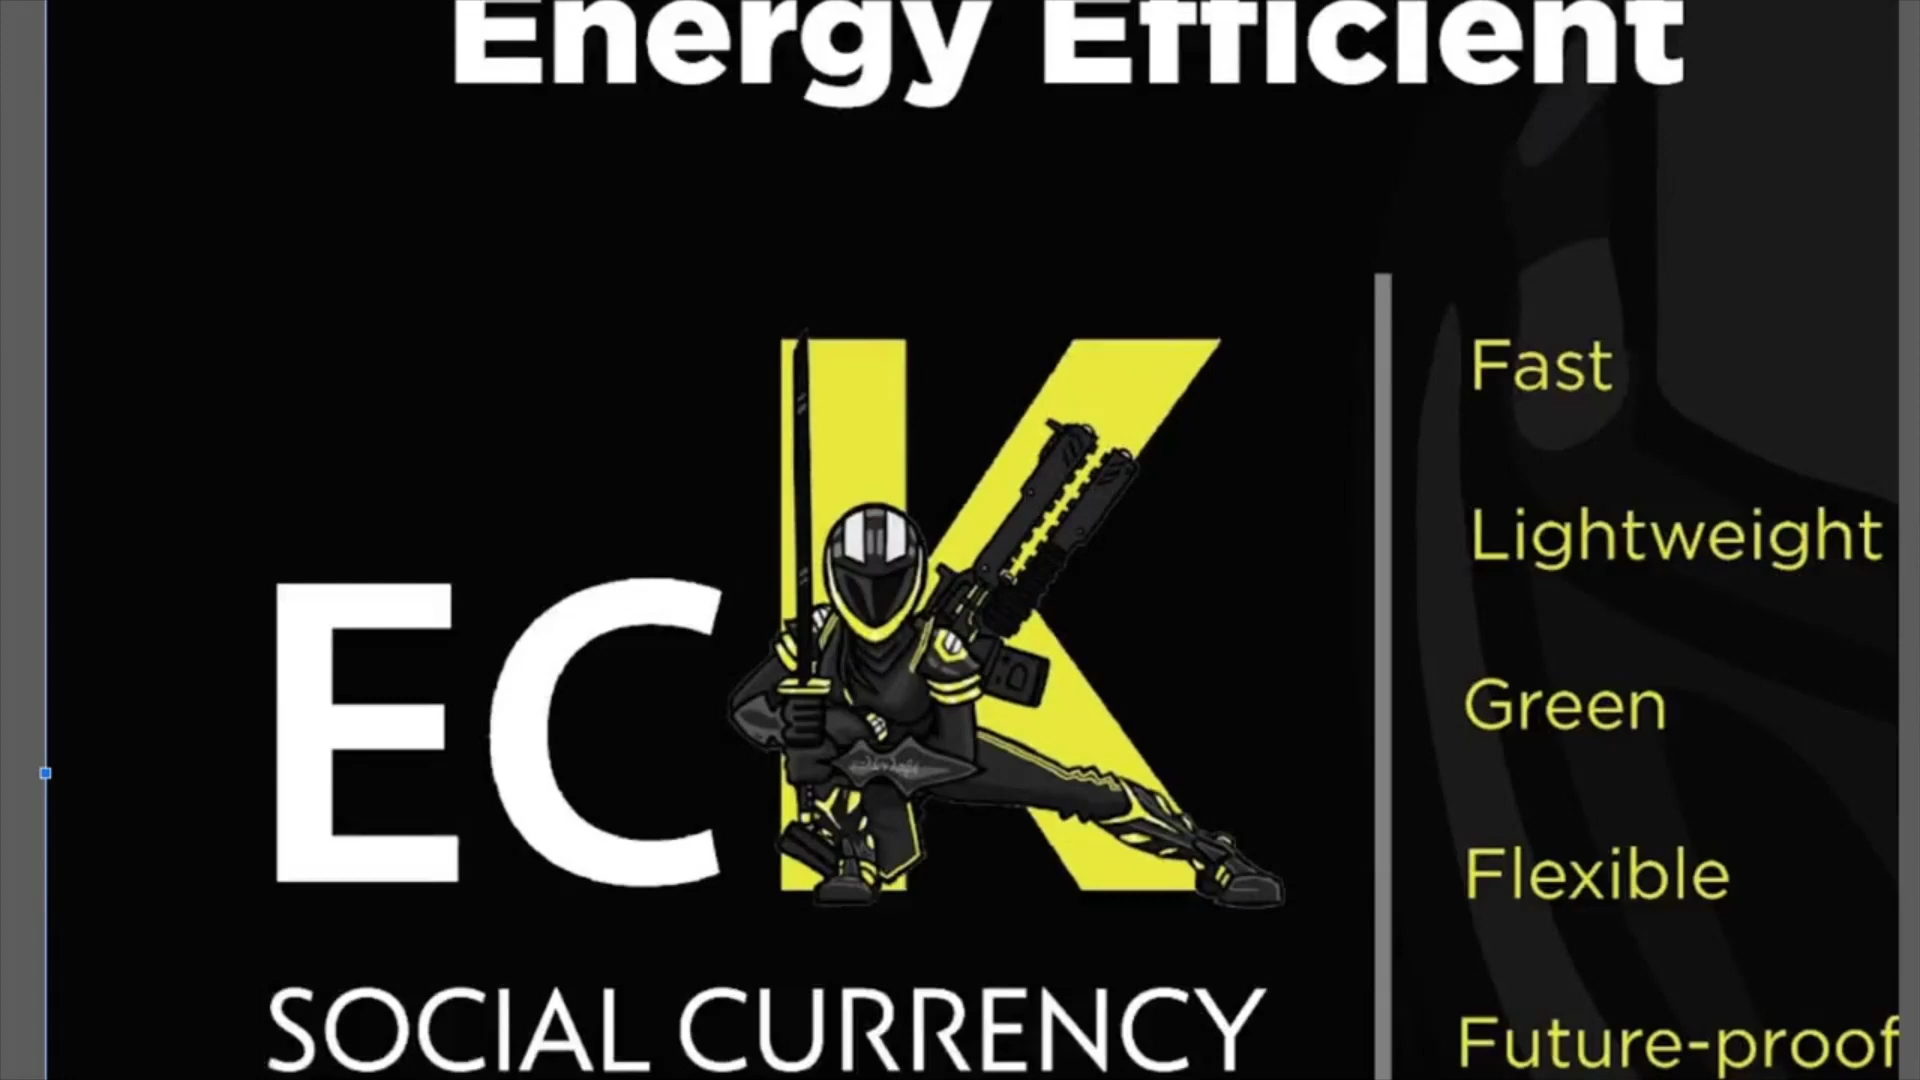 Energy Efficient
ECK
SOCIAL CURRENCY
Fast
Lightweight
Green
Flexible
Future-proof